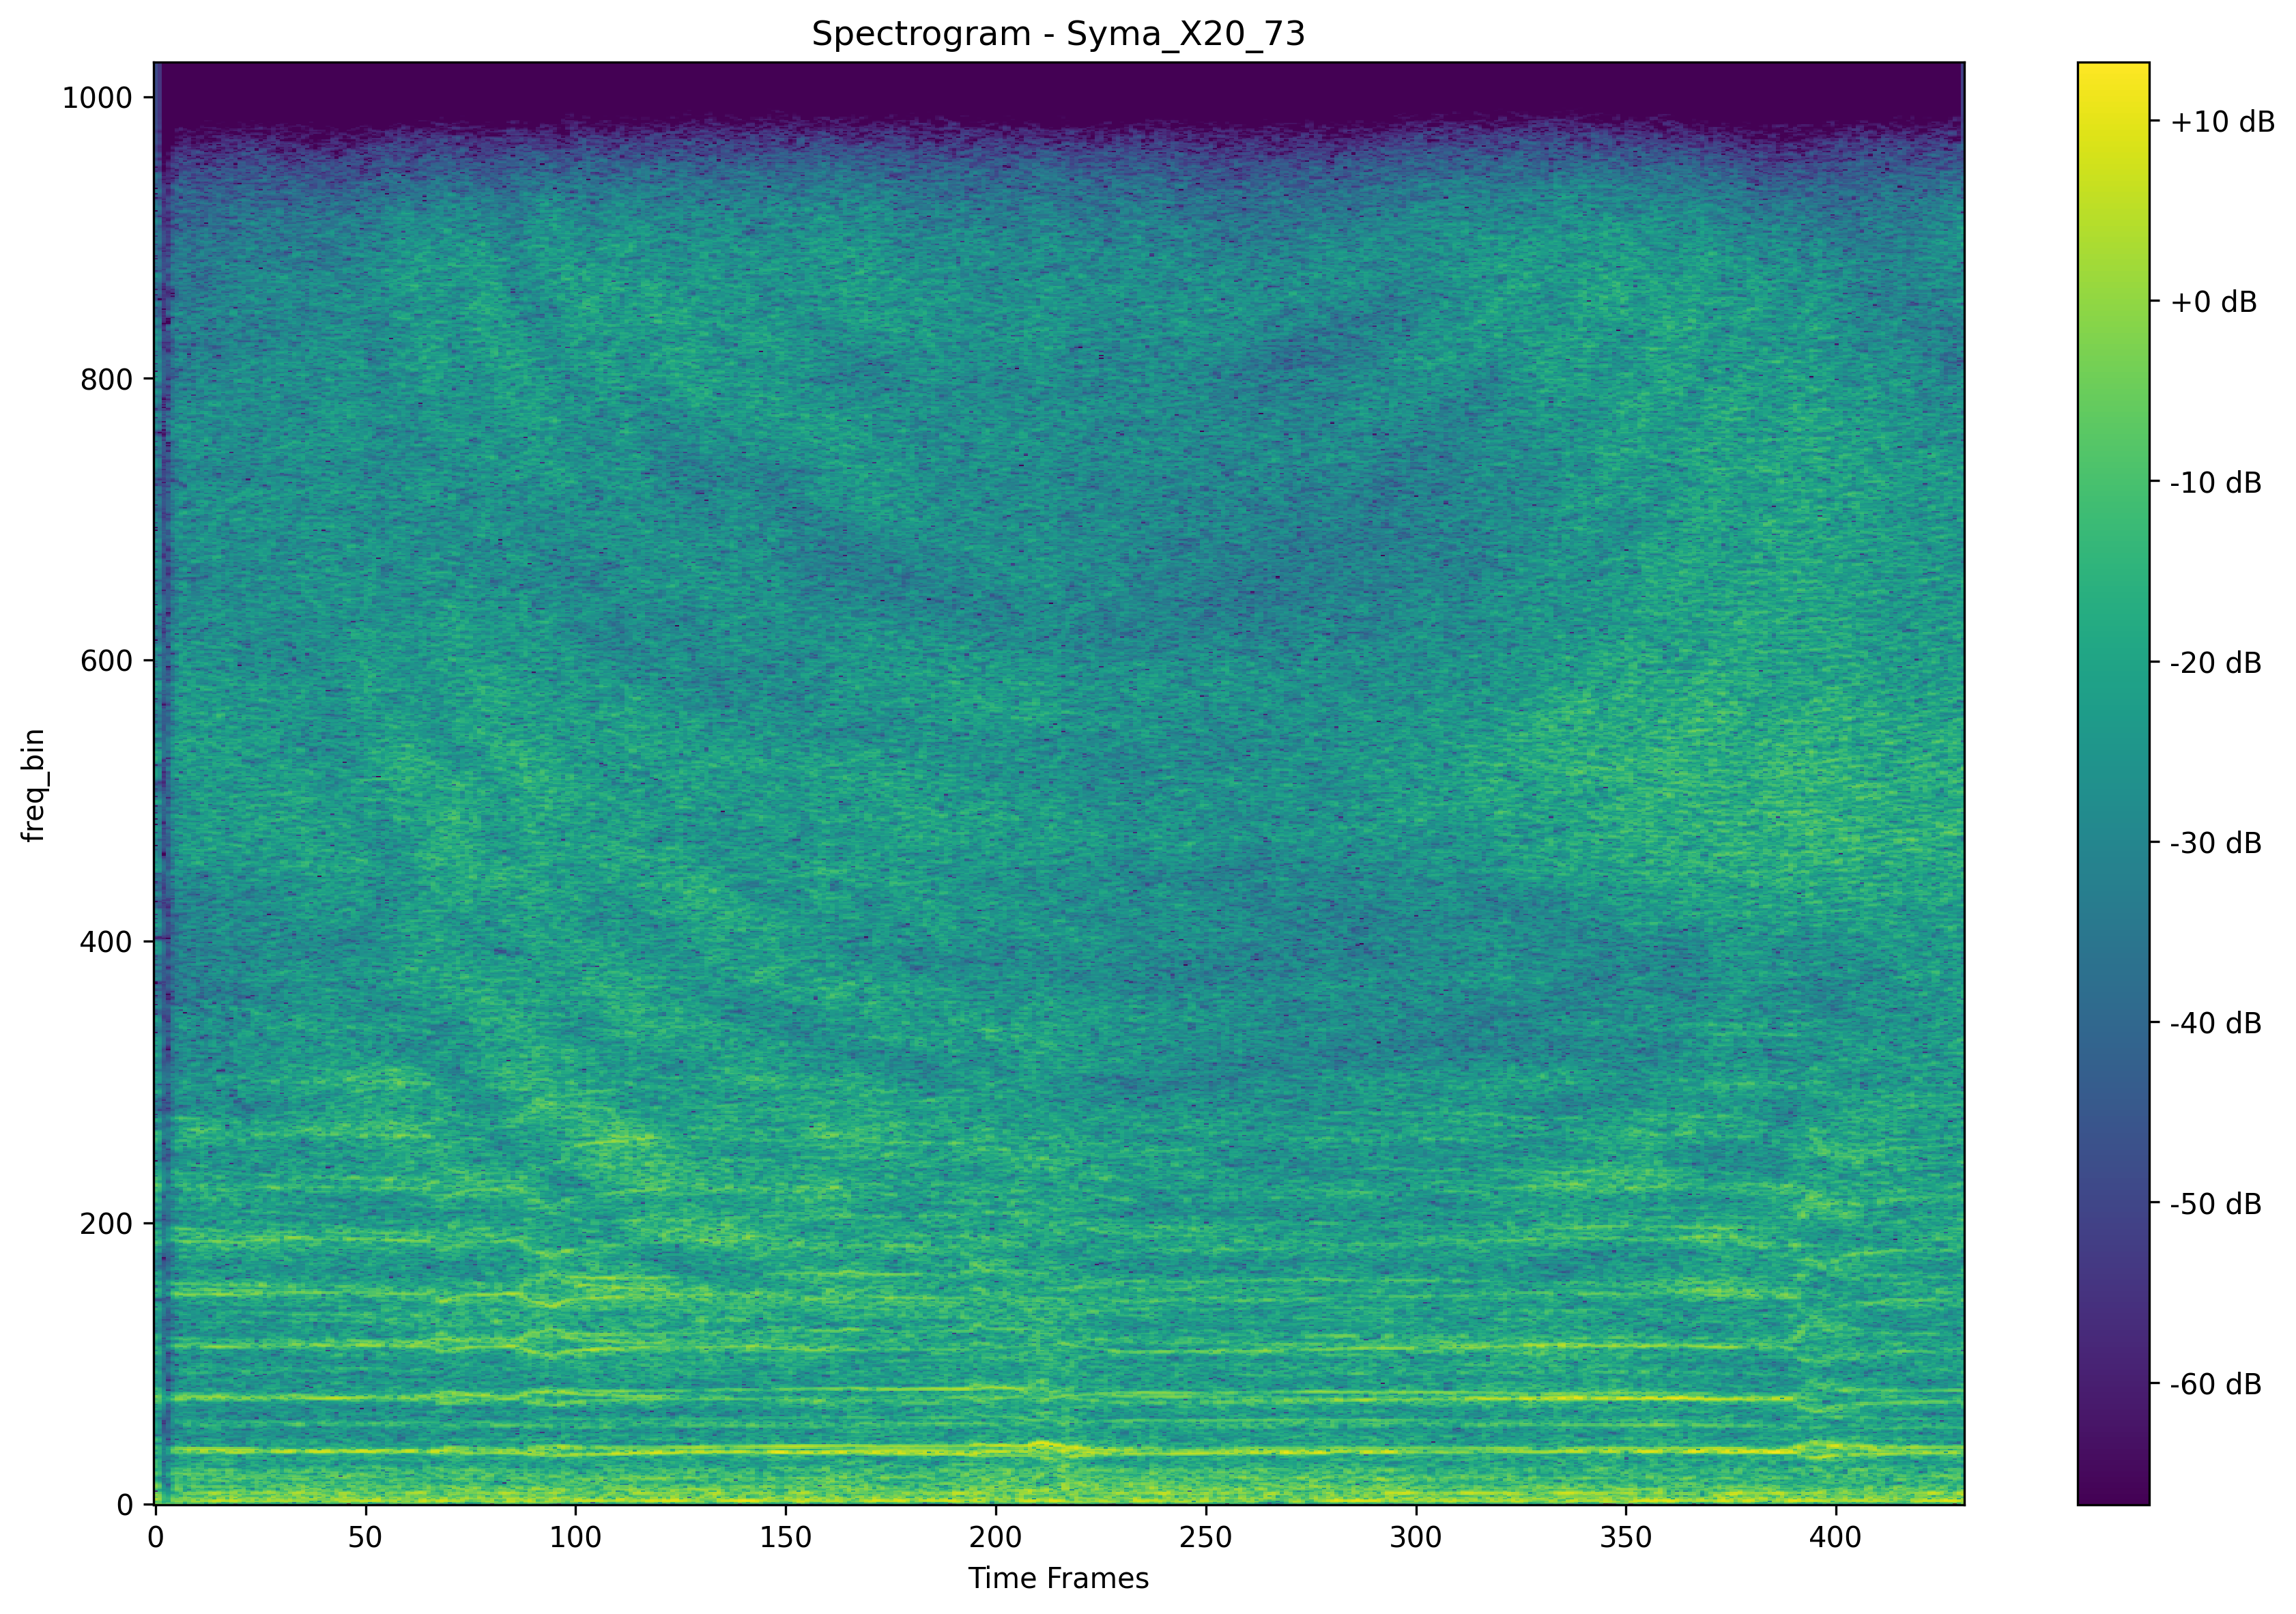 Spectrogram - Syma_X20_73
1000
800
600
400
200
0
freq_bin
0 50 100 150 200 250 300 350 400
Time Frames
+10 dB
+0 dB
-10 dB
-20 dB
-30 dB
-40 dB
-50 dB
-60 dB